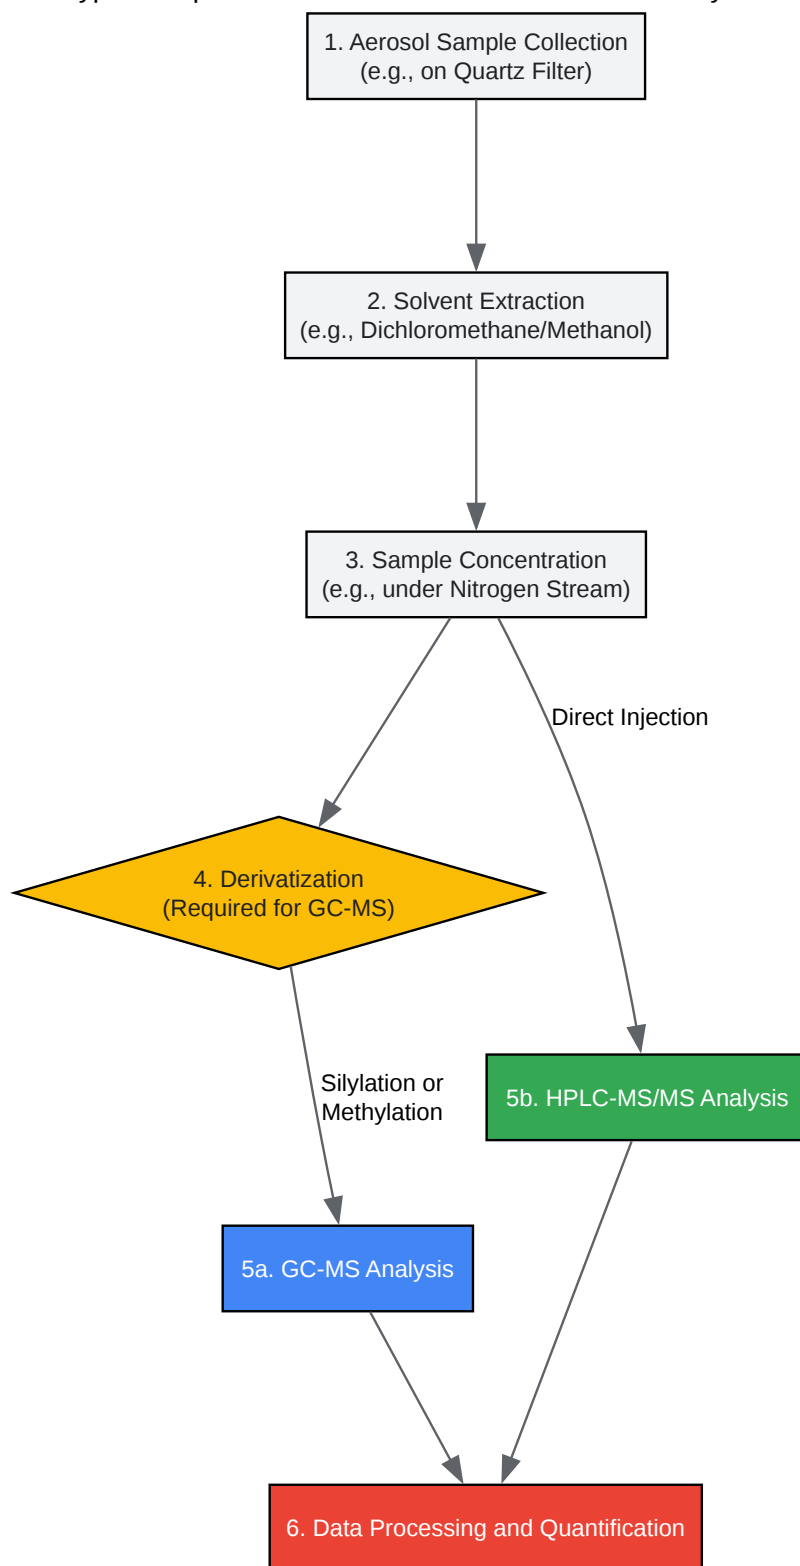 1. Aerosol Sample Collection
(e.g., on Quartz Filter)
2. Solvent Extraction
(e.g., Dichloromethane/Methanol)
3. Sample Concentration
(e.g., under Nitrogen Stream)
Direct Injection
4. Derivatization
(Required for GC-MS)
Silylation or
Methylation
5b. HPLC-MS/MS Analysis
5a. GC-MS Analysis
6. Data Processing and Quantification